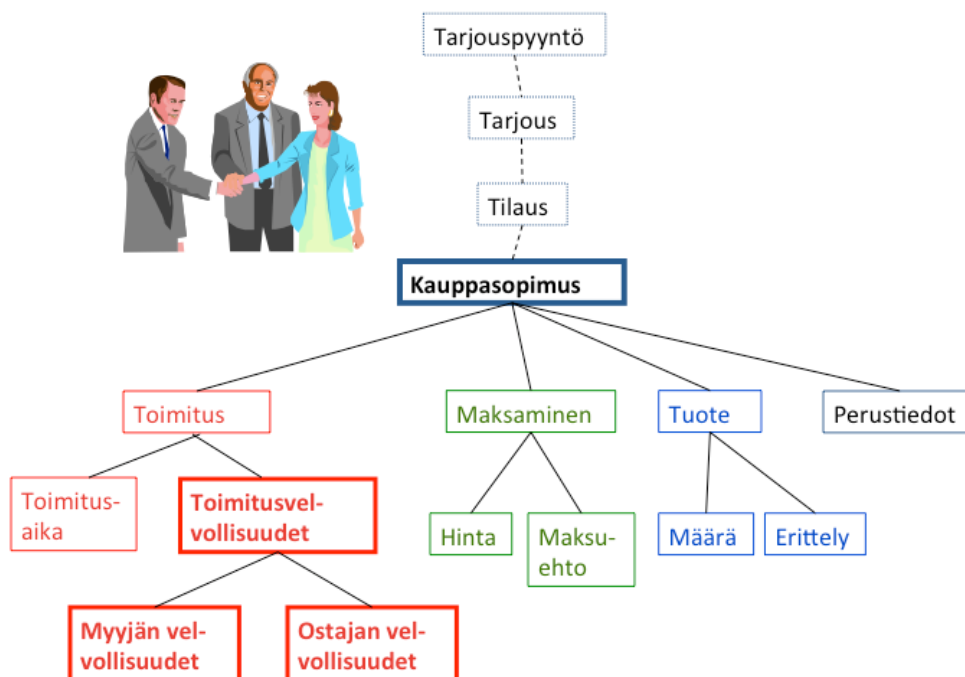 Tarjouspyyntö
Tarjous
Tilaus
Kauppasopimus
Toimitus
Maksaminen
Tuote
Perustiedot
Toimitus-
aika
Toimitusvel-
vollisuudet
Hinta
Maksu-
ehto
Määrä
Erittely
Myyjän vel-
vollisuudet
Ostajan vel-
vollisuudet